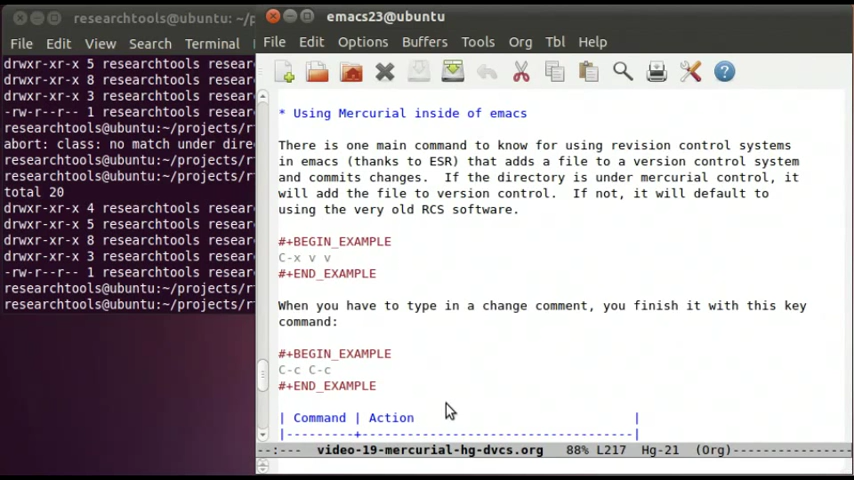 researchtools@ubuntu: ~/p
File Edit View Search Terminal
drwxr-xr-x 5 researchtools resear
drwxr-xr-x 8 researchtools resear
drwxr-xr-x 3 researchtools resear
-rw-r--r-- 1 researchtools resear
researchtools@ubuntu:~/projects/r
abort: class: no match under dire
researchtools@ubuntu:~/projects/r
researchtools@ubuntu:~/projects/r
total 20
drwxr-xr-x 4 researchtools resear
drwxr-xr-x 5 researchtools resear
drwxr-xr-x 8 researchtools resear
drwxr-xr-x 3 researchtools resear
-rw-r--r-- 1 researchtools resear
researchtools@ubuntu:~/projects/r
researchtools@ubuntu:~/projects/r
emacs23@ubuntu
File Edit Options Buffers Tools Org Tbl Help
* Using Mercurial inside of emacs
There is one main command to know for using revision control systems
in emacs (thanks to ESR) that adds a file to a version control system
and commits changes.  If the directory is under mercurial control, it
will add the file to version control.  If not, it will default to
using the very old RCS software.
#+BEGIN_EXAMPLE
C-x v v
#+END_EXAMPLE
When you have to type in a change comment, you finish it with this key
command:
#+BEGIN_EXAMPLE
C-c C-c
#+END_EXAMPLE
| Command | Action |
|---------+----------------------------------|
--:--- video-19-mercurial-hg-dvcs.org 88% L217 Hg-21 (Org)---------------